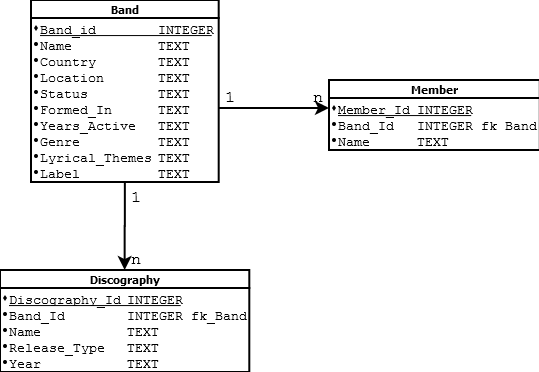 Band
Band_id INTEGER
Name TEXT
Country TEXT
Location TEXT
Status TEXT
Formed_In TEXT
Years_Active TEXT
Genre TEXT
Lyrical_Themes TEXT
Label TEXT
1
n
Member
Member_Id INTEGER
Band_Id INTEGER fk Band
Name TEXT
1
n
Discography
Discography_Id INTEGER
Band_Id INTEGER fk_Band
Name TEXT
Release_Type TEXT
Year TEXT